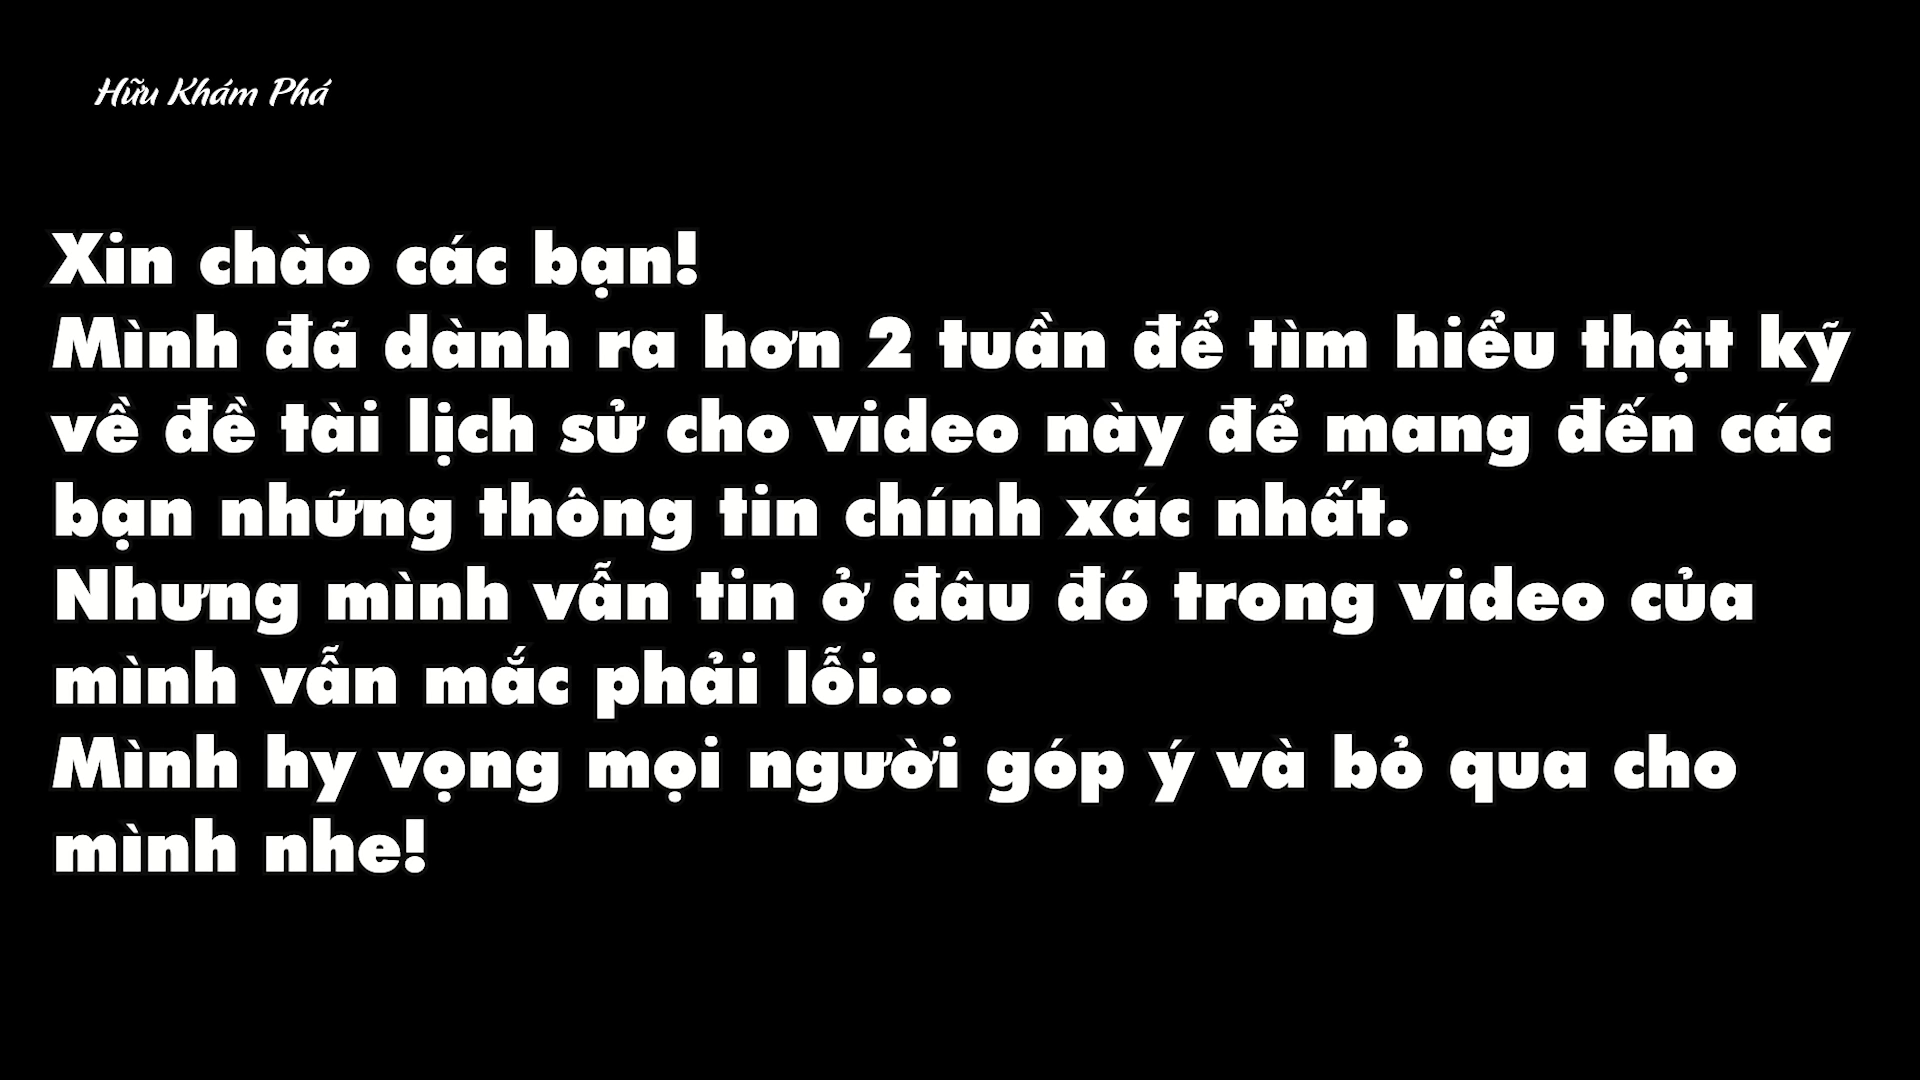 Hữu Khám Phá
Xin chào các bạn!
Mình đã dành ra hơn 2 tuần để tìm hiểu thật kỹ
về đề tài lịch sử cho video này để mang đến các
bạn những thông tin chính xác nhất.
Nhưng mình vẫn tin ở đâu đó trong video của
mình vẫn mắc phải lỗi...
Mình hy vọng mọi người góp ý và bỏ qua cho
mình nhe!